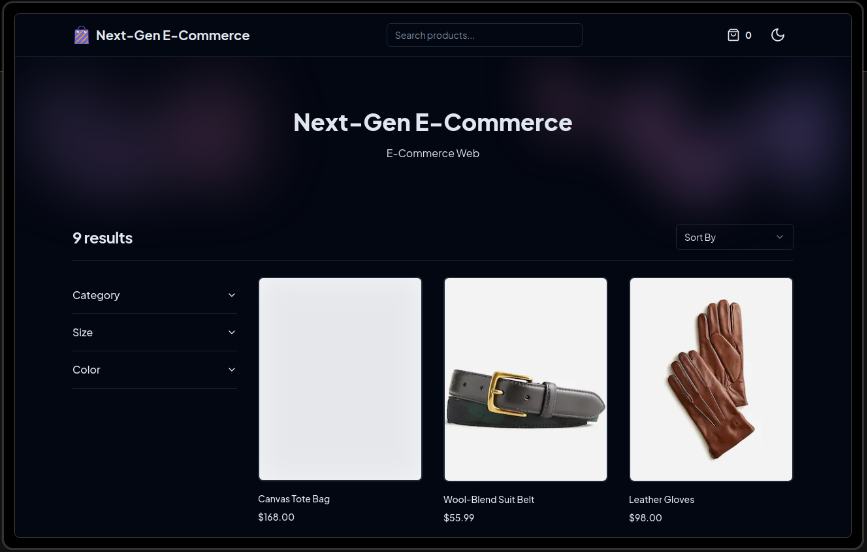 Next-Gen E-Commerce
Search products...
0
Next-Gen E-Commerce
E-Commerce Web
9 results
Sort By
Category
Size
Color
Canvas Tote Bag
$168.00
Wool-Blend Suit Belt
$55.99
Leather Gloves
$98.00